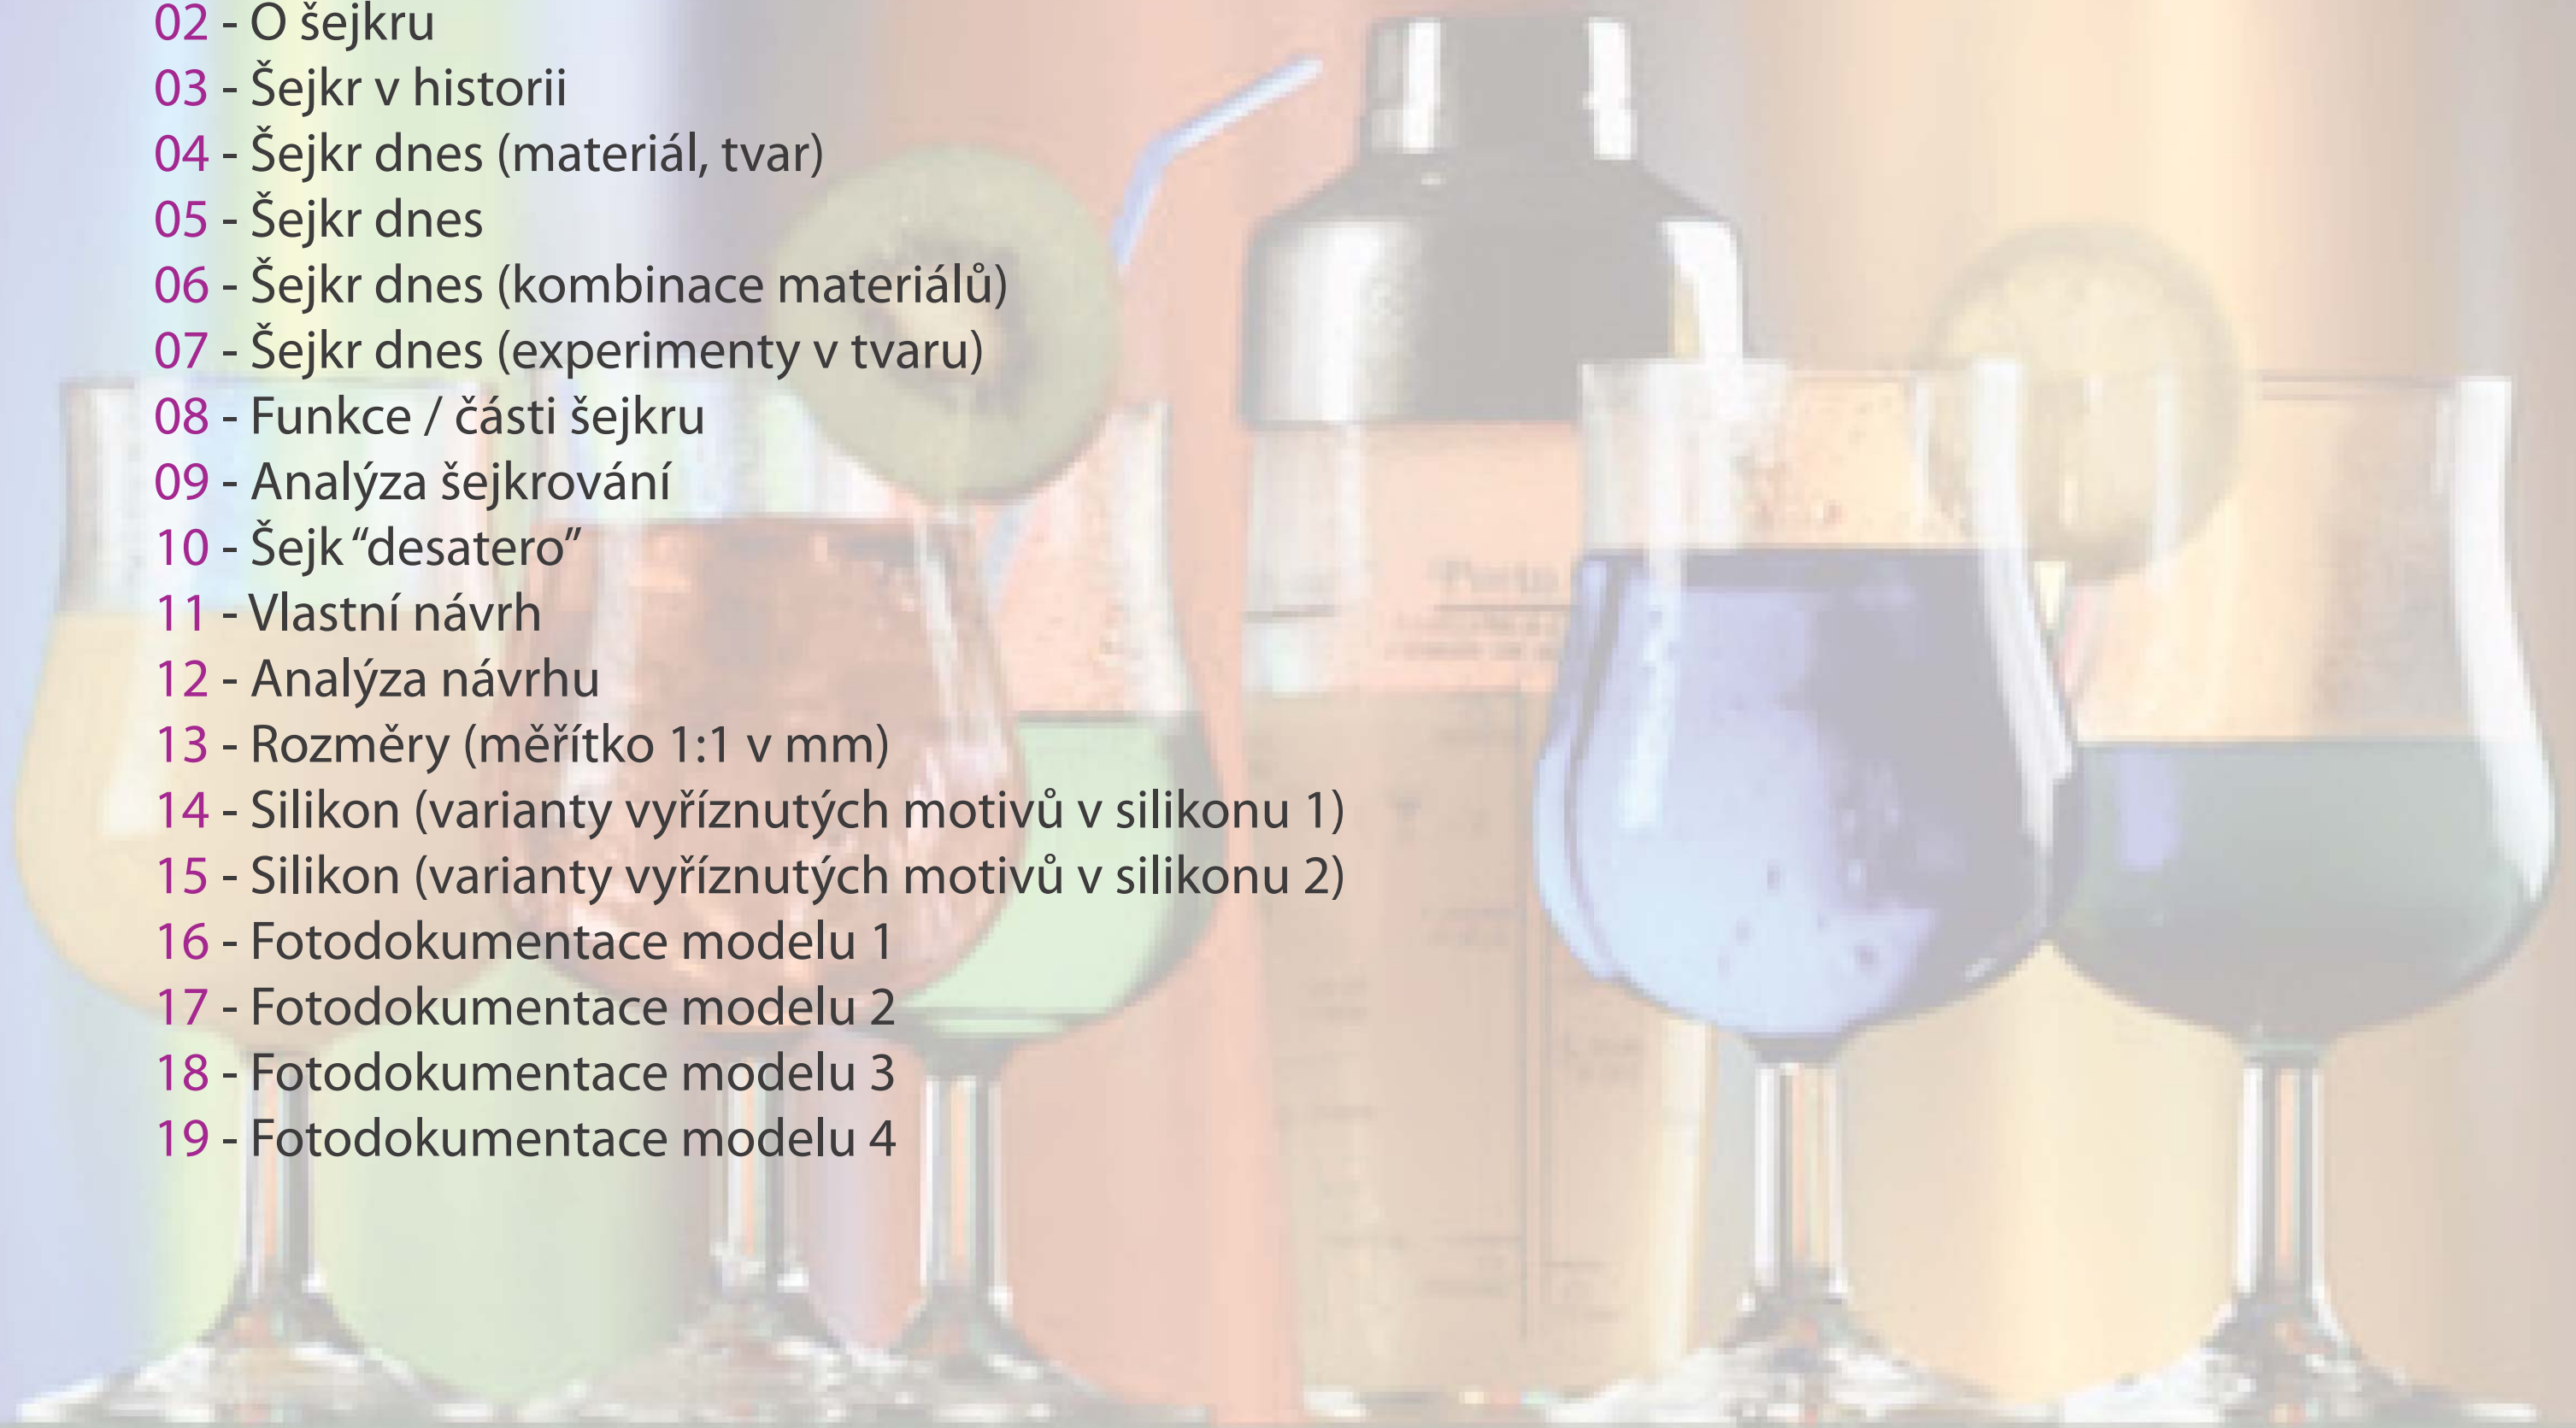 02 - O šejkru
03 - Šejkr v historii
04 - Šejkr dnes (materiál, tvar)
05 - Šejkr dnes
06 - Šejkr dnes (kombinace materiálů)
07 - Šejkr dnes (experimenty v tvaru)
08 - Funkce / části šejkru
09 - Analýza šejkrování
10 - Šejk “desatero”
11 - Vlastní návrh
12 - Analýza návrhu
13 - Rozměry (měřítko 1:1 v mm)
14 - Silikon (varianty vyříznutých motivů v silikonu 1)
15 - Silikon (varianty vyříznutých motivů v silikonu 2)
16 - Fotodokumentace modelu 1
17 - Fotodokumentace modelu 2
18 - Fotodokumentace modelu 3
19 - Fotodokumentace modelu 4